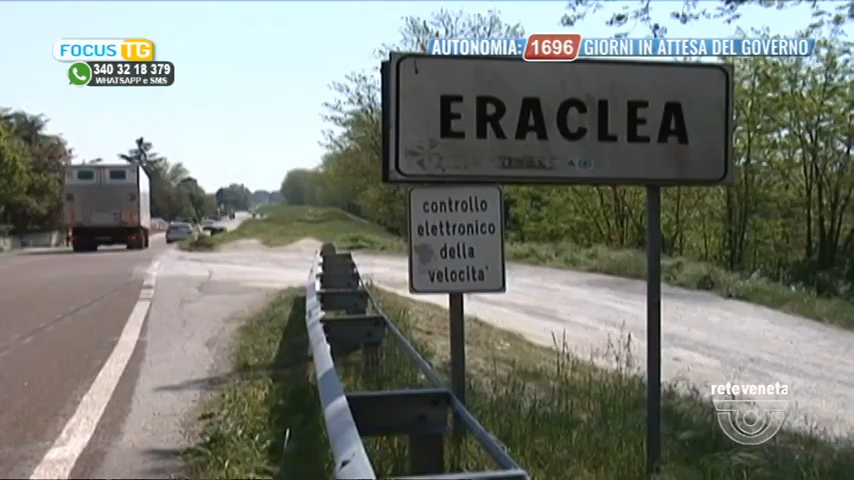 FOCUS TG
340 32 18 379
WHATSAPP e SMS
AUTONOMIA: 1696 GIORNI IN ATTESA DEL GOVERNO
ERACLEA
controllo
elettronico
della
velocita'
reteveneta